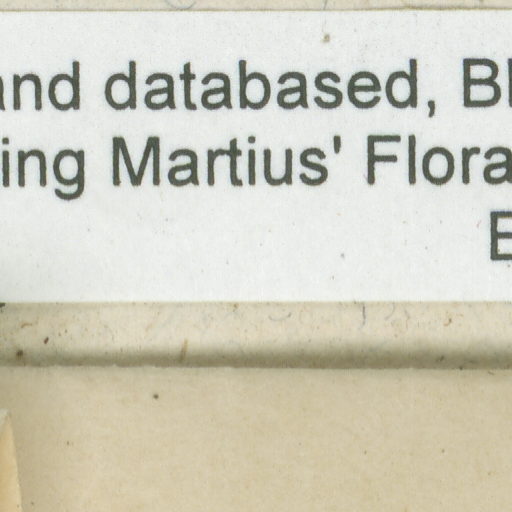 and databased, B
ing Martius' Flora